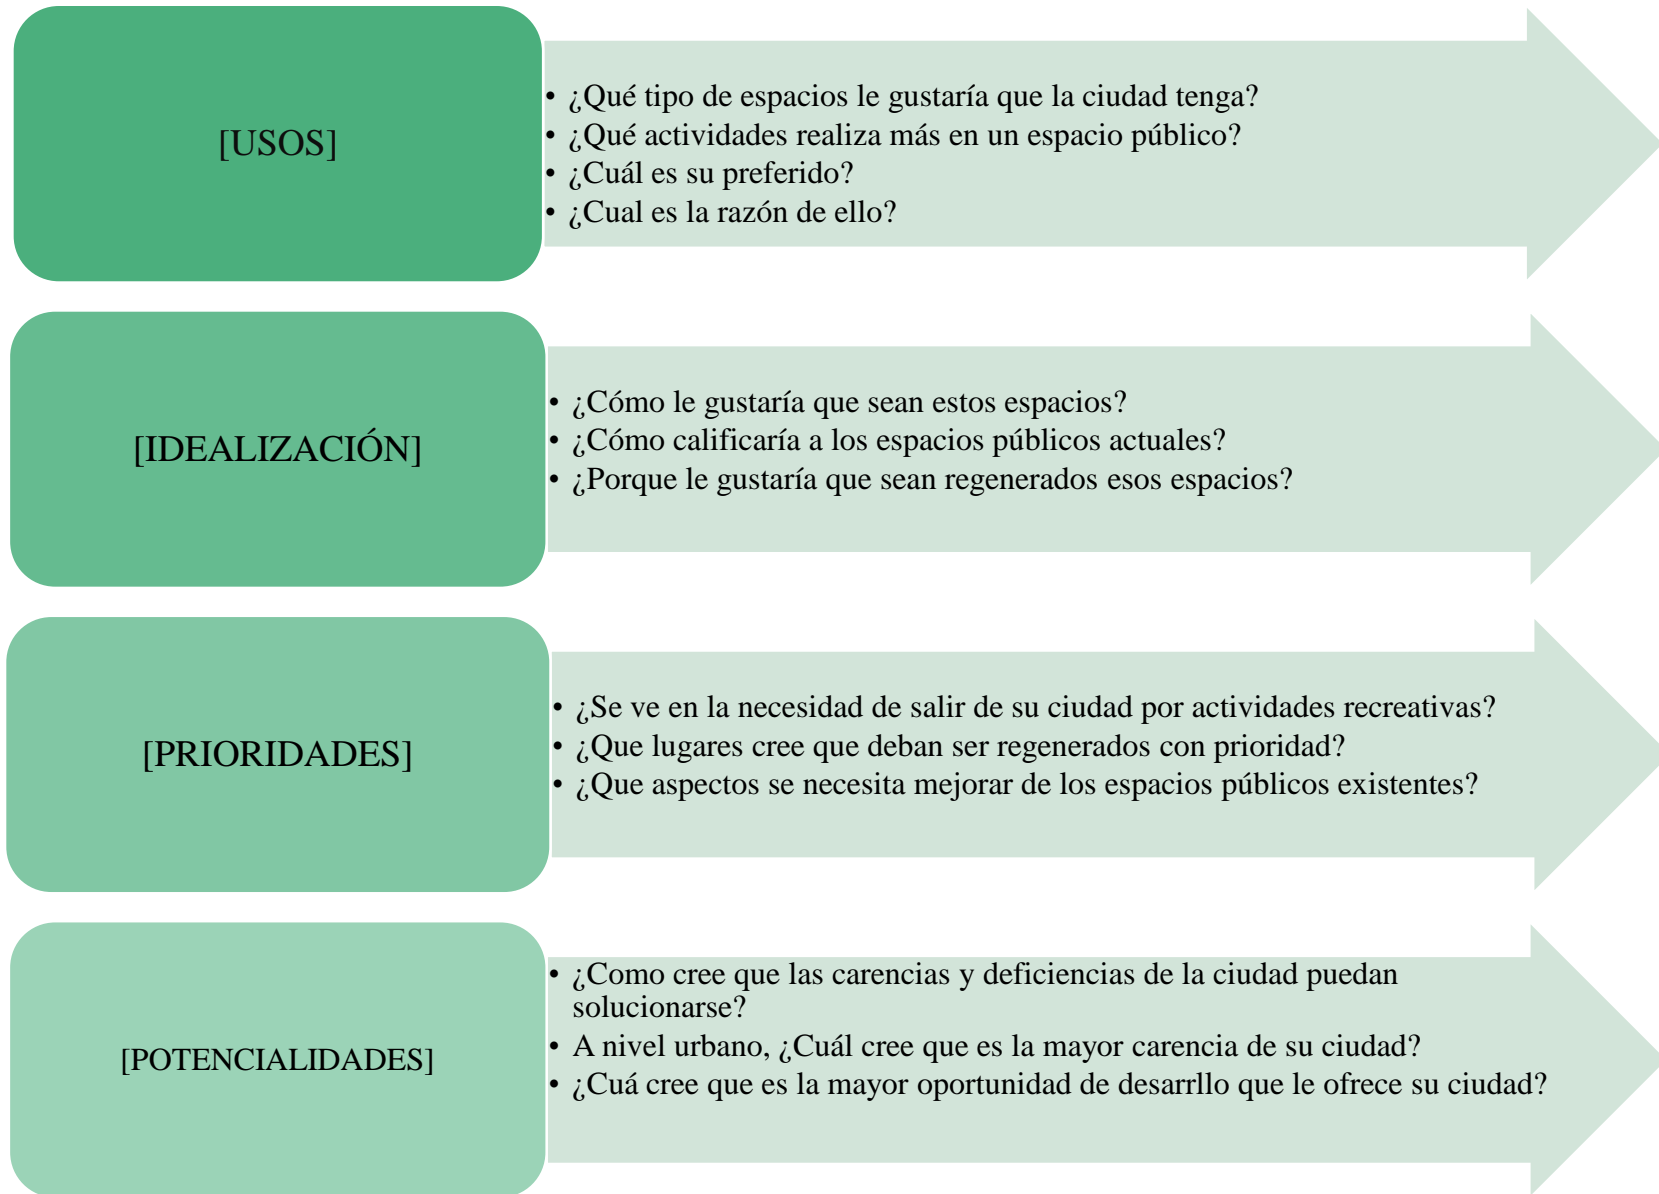 [USOS]
• ¿Qué tipo de espacios le gustaría que la ciudad tenga?
• ¿Qué actividades realiza más en un espacio público?
• ¿Cuál es su preferido?
• ¿Cual es la razón de ello?
[IDEALIZACIÓN]
• ¿Cómo le gustaría que sean estos espacios?
• ¿Cómo calificaría a los espacios públicos actuales?
• ¿Porque le gustaría que sean regenerados esos espacios?
[PRIORIDADES]
• ¿Se ve en la necesidad de salir de su ciudad por actividades recreativas?
• ¿Que lugares cree que deban ser regenerados con prioridad?
• ¿Que aspectos se necesita mejorar de los espacios públicos existentes?
[POTENCIALIDADES]
• ¿Como cree que las carencias y deficiencias de la ciudad puedan
solucionarse?
• A nivel urbano, ¿Cuál cree que es la mayor carencia de su ciudad?
• ¿Cuá cree que es la mayor oportunidad de desarrllo que le ofrece su ciudad?